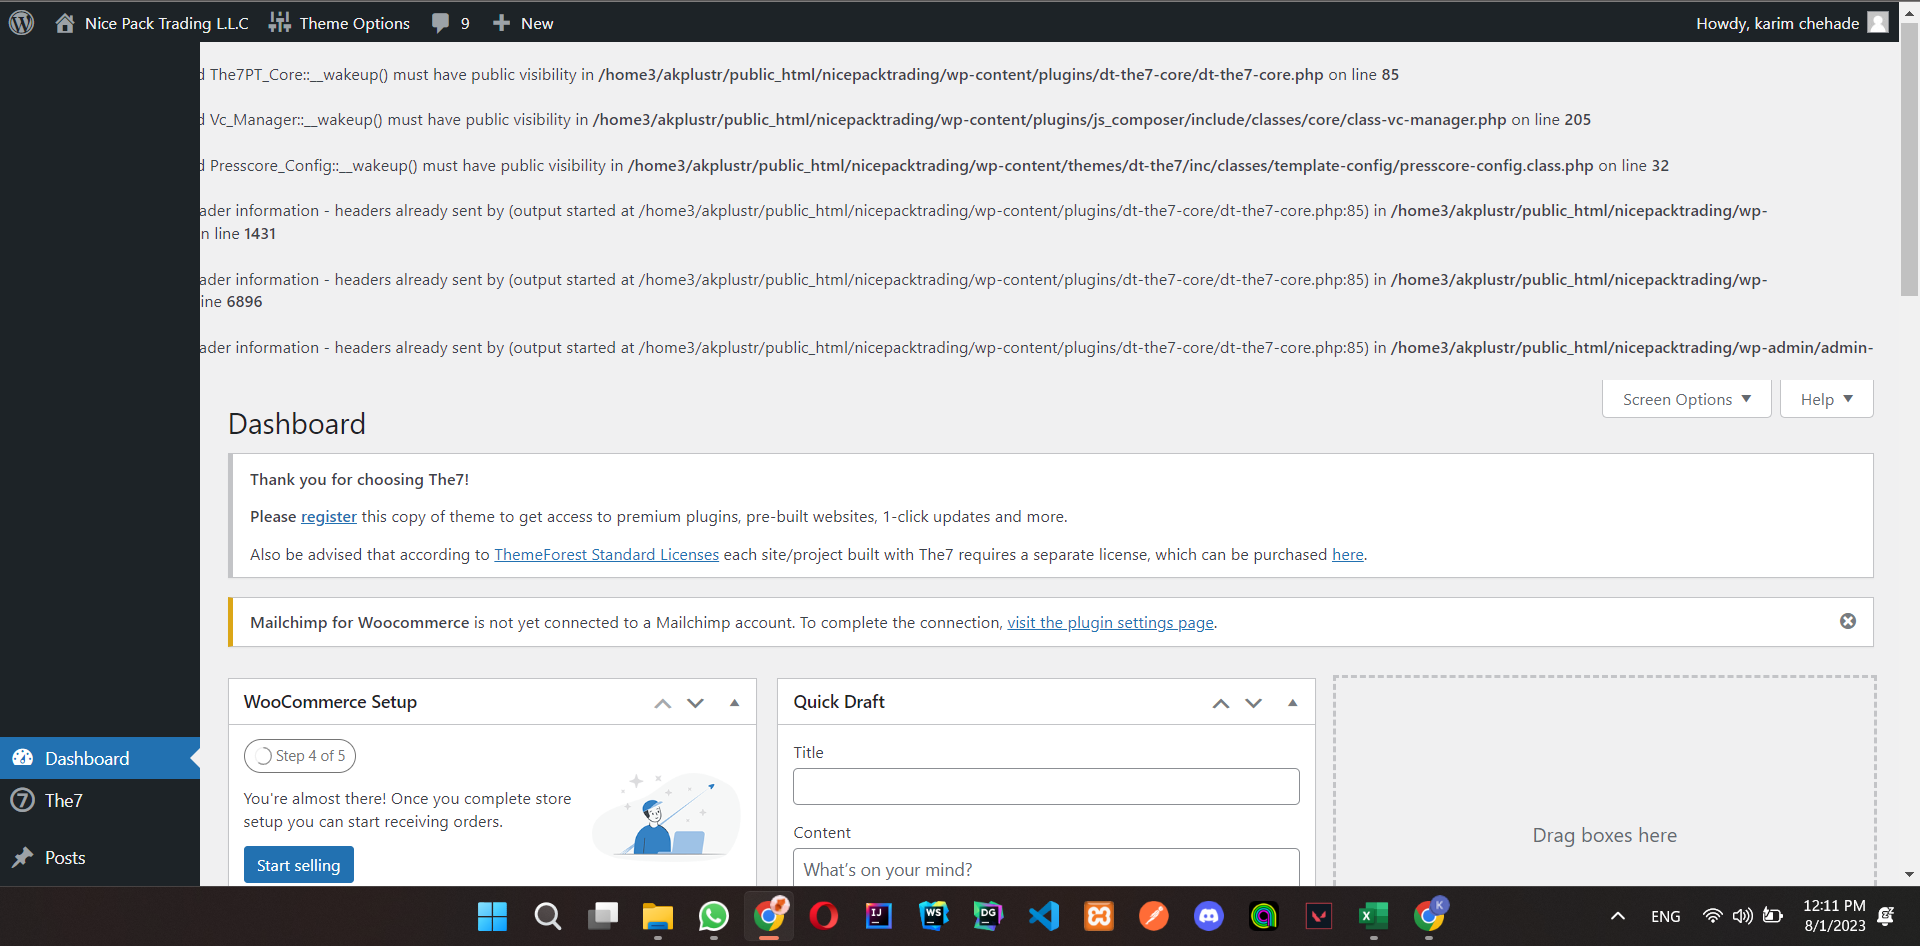 Nice Pack Trading L.L.C
Theme Options
9
New
Howdy, karim chehade
d The7PT_Core::__wakeup() must have public visibility in /home3/akplustr/public_html/nicepacktrading/wp-content/plugins/dt-the7-core/dt-the7-core.php on line 85
d Vc_Manager::__wakeup() must have public visibility in /home3/akplustr/public_html/nicepacktrading/wp-content/plugins/js_composer/include/classes/core/class-vc-manager.php on line 205
d Presscore_Config::__wakeup() must have public visibility in /home3/akplustr/public_html/nicepacktrading/wp-content/themes/dt-the7/inc/classes/template-config/presscore-config.class.php on line 32
ader information - headers already sent by (output started at /home3/akplustr/public_html/nicepacktrading/wp-content/plugins/dt-the7-core/dt-the7-core.php:85) in /home3/akplustr/public_html/nicepacktrading/wp-
n line 1431
ader information - headers already sent by (output started at /home3/akplustr/public_html/nicepacktrading/wp-content/plugins/dt-the7-core/dt-the7-core.php:85) in /home3/akplustr/public_html/nicepacktrading/wp-
ine 6896
ader information - headers already sent by (output started at /home3/akplustr/public_html/nicepacktrading/wp-content/plugins/dt-the7-core/dt-the7-core.php:85) in /home3/akplustr/public_html/nicepacktrading/wp-admin/admin-
Screen Options
Help
Dashboard
Thank you for choosing The7!
Please register this copy of theme to get access to premium plugins, pre-built websites, 1-click updates and more.
Also be advised that according to ThemeForest Standard Licenses each site/project built with The7 requires a separate license, which can be purchased here.
Mailchimp for Woocommerce is not yet connected to a Mailchimp account. To complete the connection, visit the plugin settings page.
WooCommerce Setup
Step 4 of 5
You're almost there! Once you complete store
setup you can start receiving orders.
Start selling
Quick Draft
Title
Content
What's on your mind?
Drag boxes here
Dashboard
7
The7
Posts
IJ
WS
DG
X
K
ENG
12:11 PM
8/1/2023